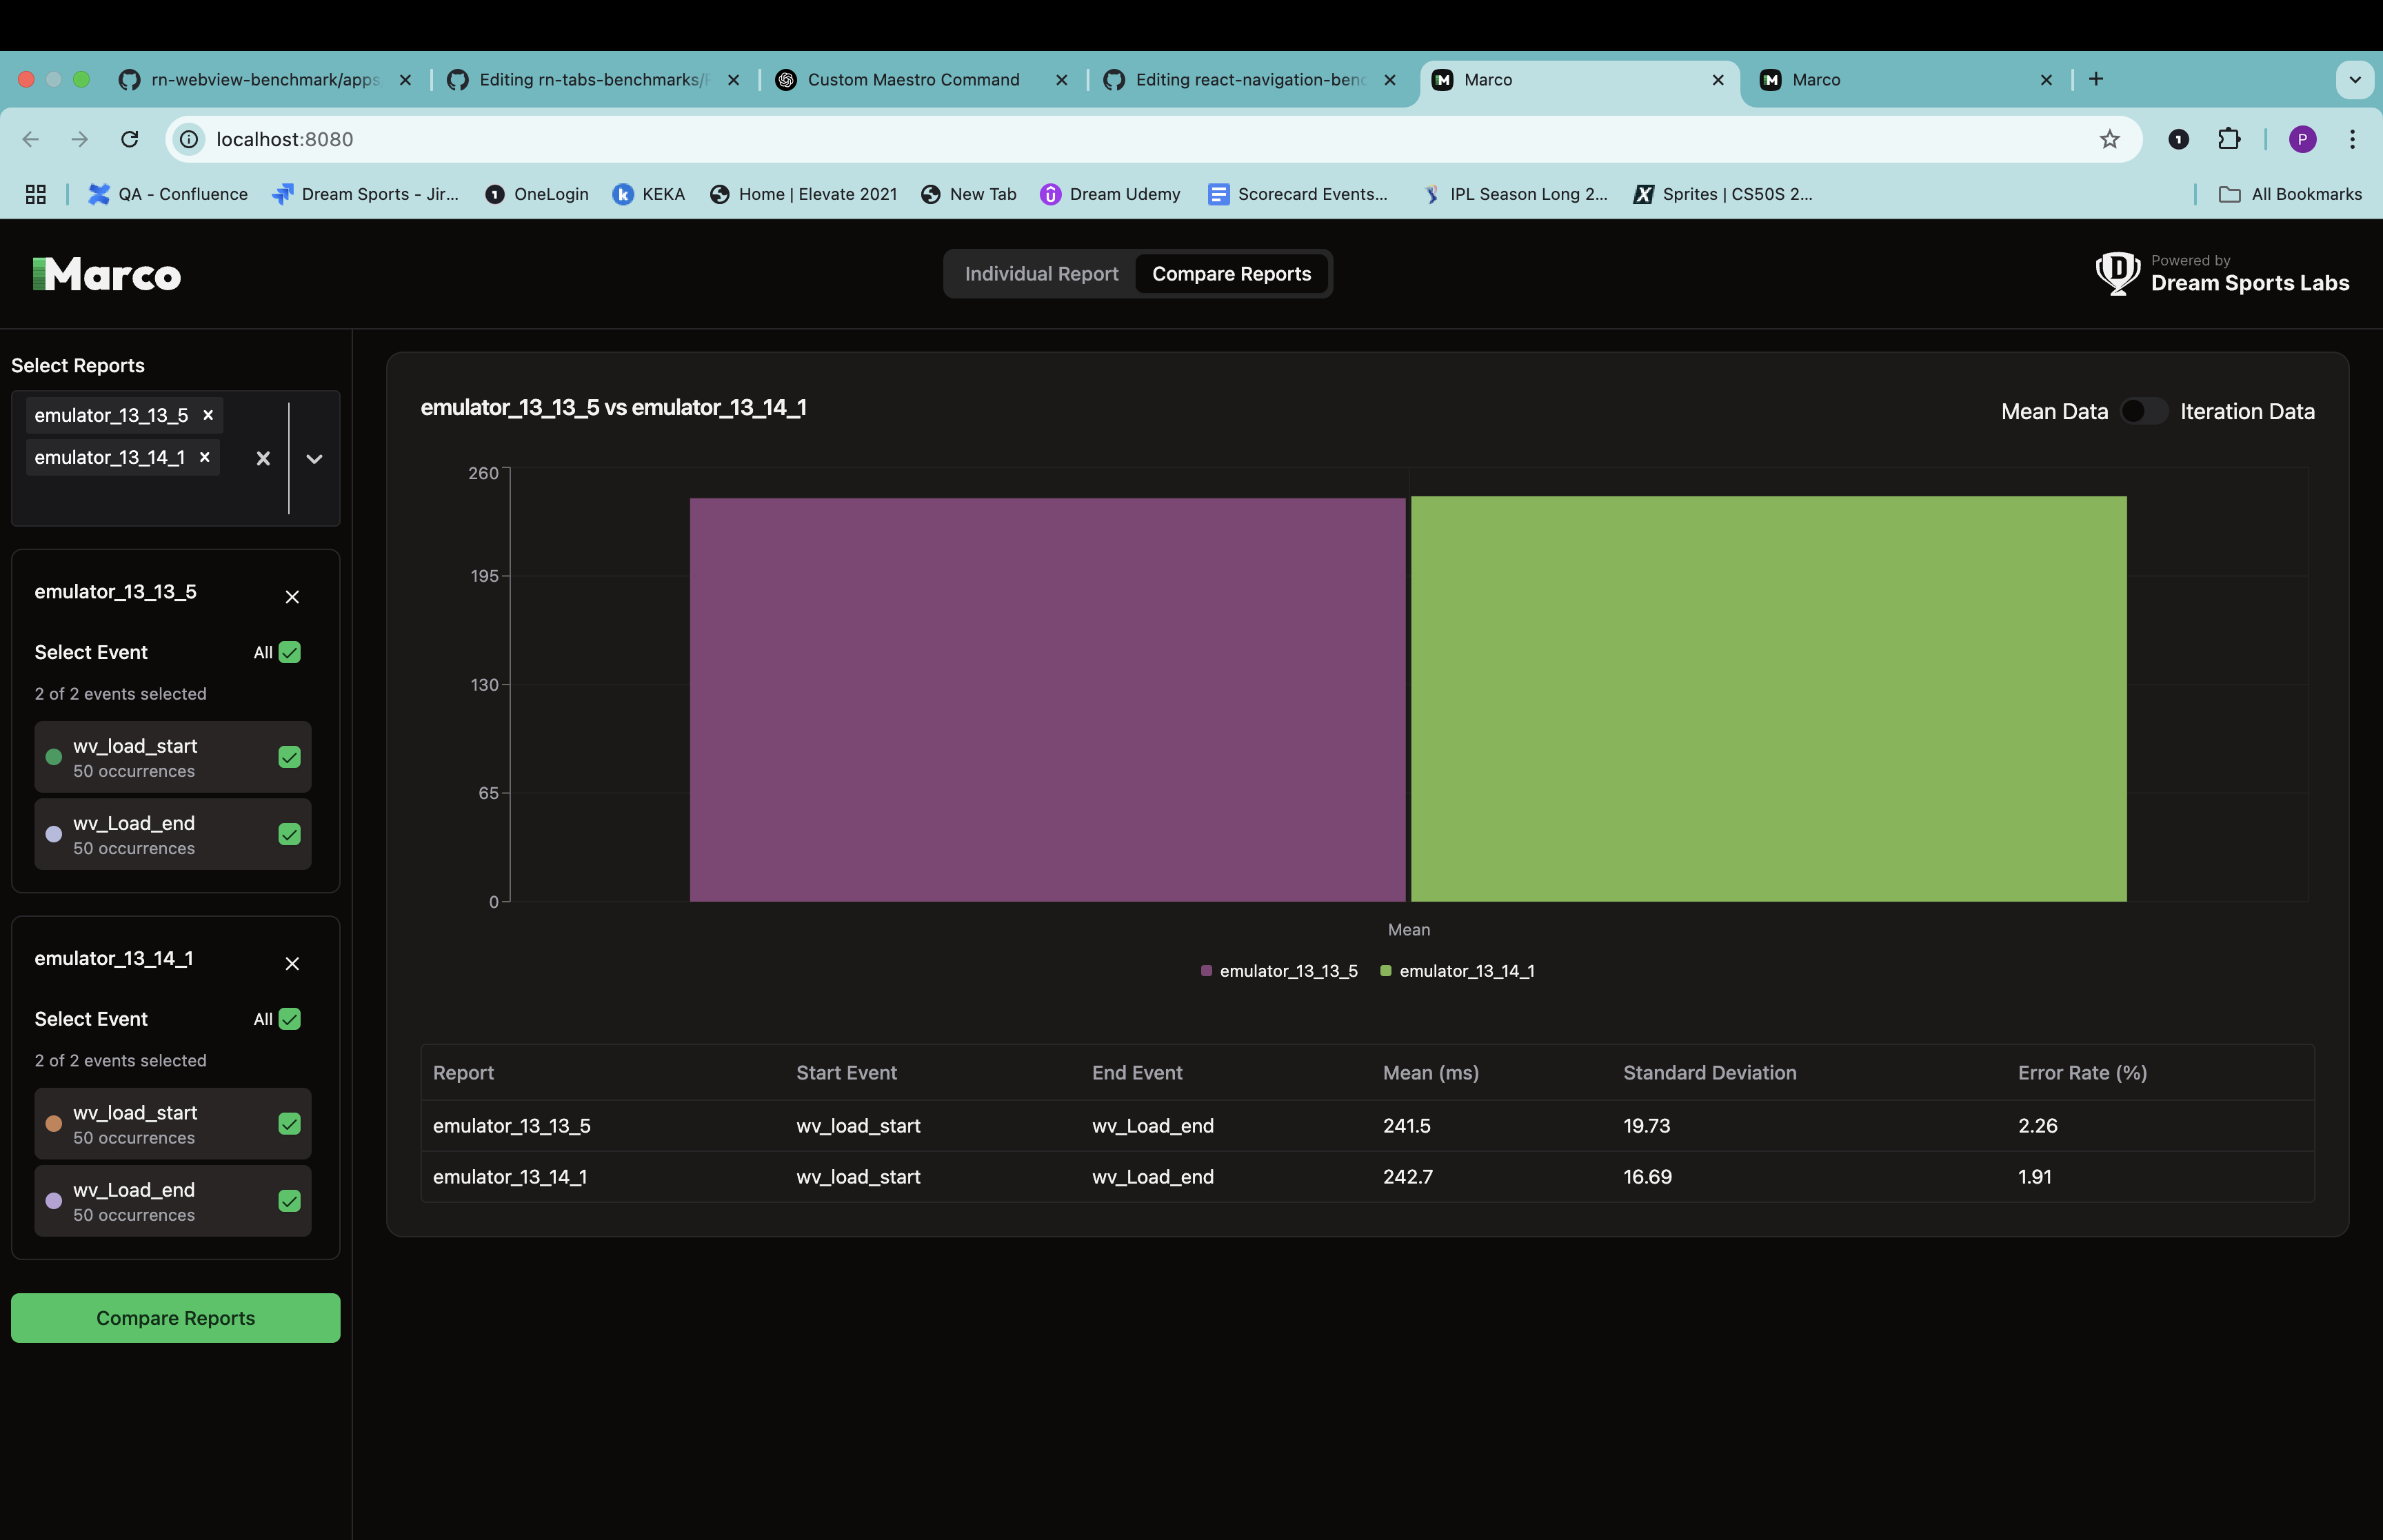 rn-webview-benchmark/apps
Editing rn-tabs-benchmarks/
Custom Maestro Command
Editing react-navigation-ben
Marco
Marco
localhost:8080
P
QA - Confluence
Dream Sports - Jir...
OneLogin
KEKA
Home | Elevate 2021
New Tab
Dream Udemy
Scorecard Events...
IPL Season Long 2...
Sprites | CS50S 2...
All Bookmarks
Marco
Individual Report
Compare Reports
Powered by
Dream Sports Labs
Select Reports
emulator_13_13_5
emulator_13_14_1
emulator_13_13_5
Select Event
All
2 of 2 events selected
wv_load_start
50 occurrences
wv_Load_end
50 occurrences
emulator_13_14_1
Select Event
All
2 of 2 events selected
wv_load_start
50 occurrences
wv_Load_end
50 occurrences
Compare Reports
emulator_13_13_5 vs emulator_13_14_1
Mean Data
Iteration Data
260
195
130
65
0
Mean
emulator_13_13_5 emulator_13_14_1
Report Start Event End Event Mean (ms) Standard Deviation Error Rate (%)
emulator_13_13_5 wv_load_start wv_Load_end 241.5 19.73 2.26
emulator_13_14_1 wv_load_start wv_Load_end 242.7 16.69 1.91